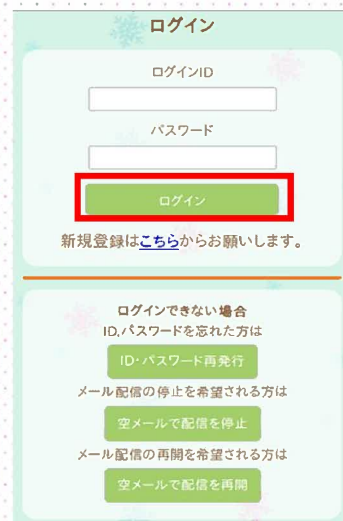 ログイン
ログインID
パスワード
ログイン
新規登録はこちらからお願いします。
ログインできない場合
ID,パスワードを忘れた方は
ID・パスワード再発行
メール配信の停止を希望される方は
空メールで配信を停止
メール配信の再開を希望される方は
空メールで配信を再開